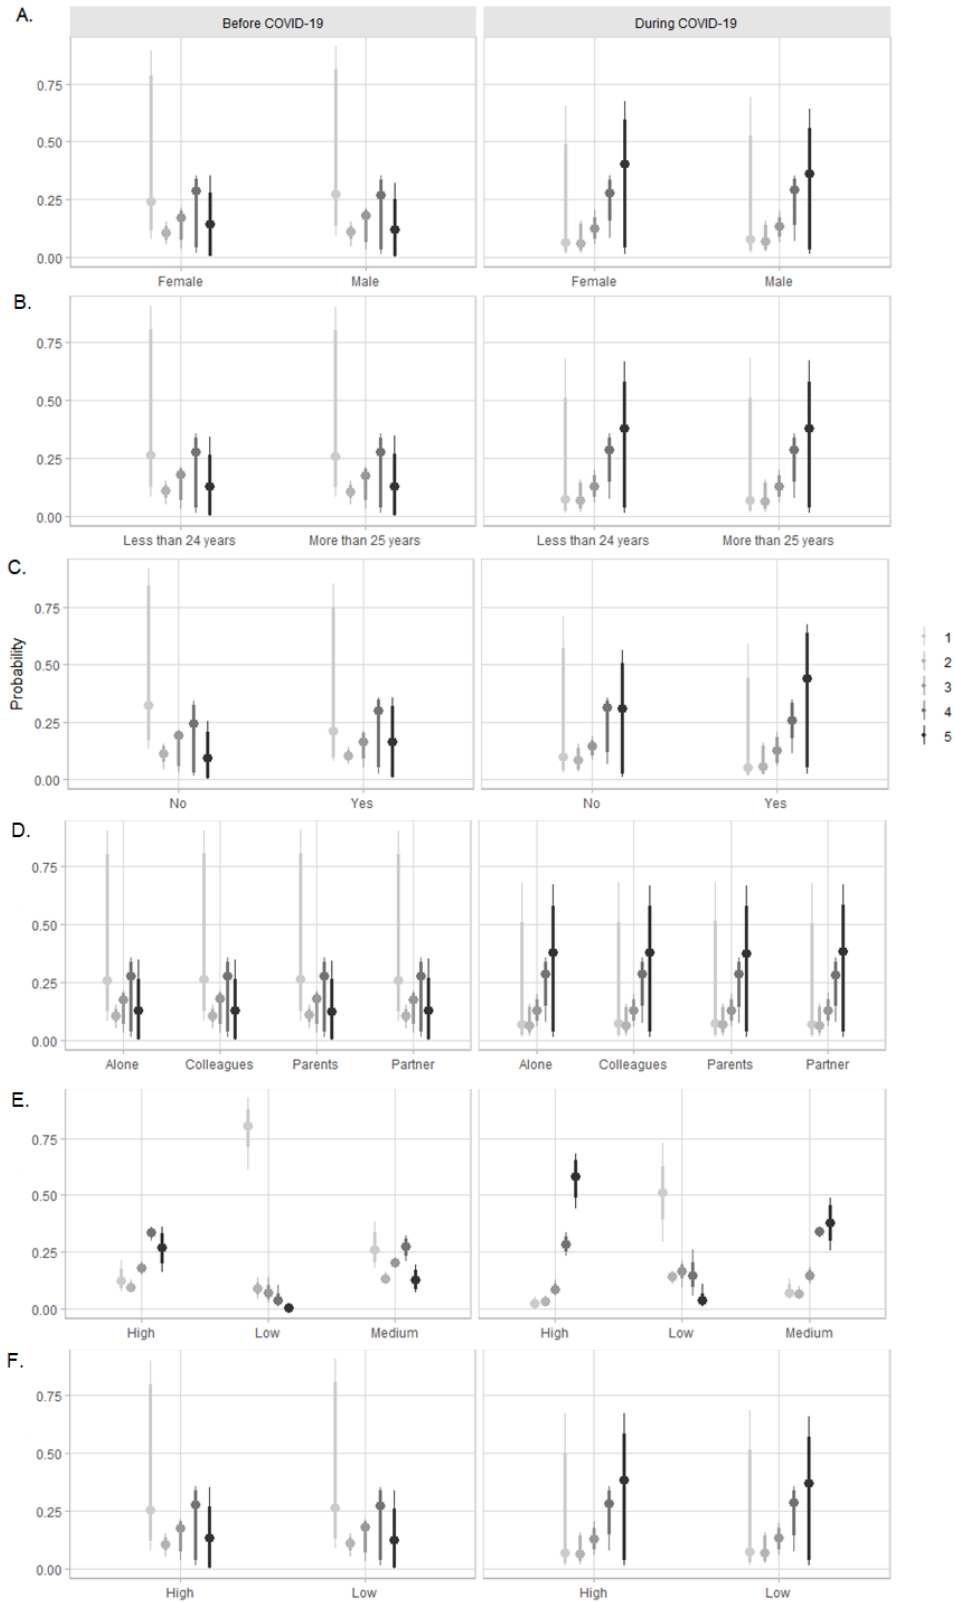 A.
Before COVID-19 During COVID-19
0.75
0.50
0.25
0.00
Female Male Female Male
B.
0.75
0.50
0.25
0.00
Less than 24 years More than 25 years Less than 24 years More than 25 years
C.
0.75
0.50
0.25
0.00
No Yes No Yes
Probability
1
2
3
4
5
D.
0.75
0.50
0.25
0.00
Alone Colleagues Parents Partner Alone Colleagues Parents Partner
E.
0.75
0.50
0.25
0.00
High Low Medium High Low Medium
F.
0.75
0.50
0.25
0.00
High Low High Low